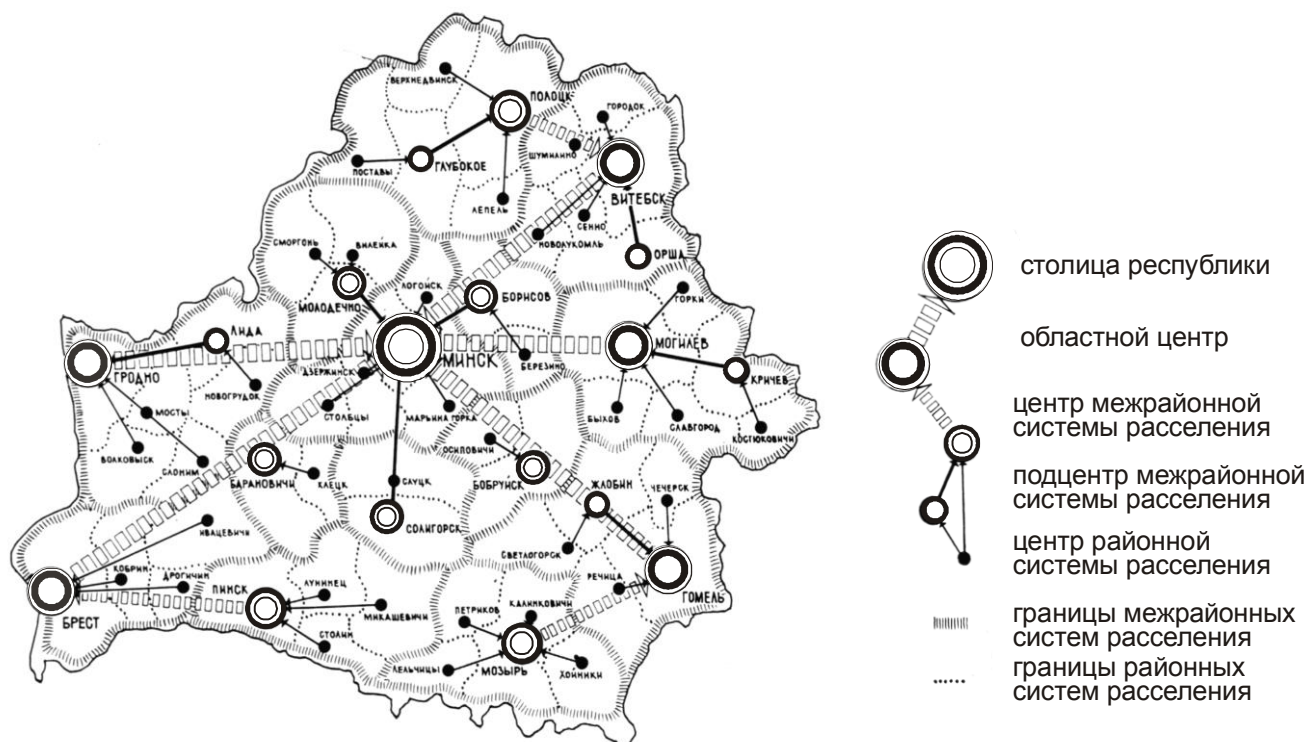 ВЕРХНЕДВИНСК
ПОЛОЦК
ГОРОДОК
ШУМИЛИНО
ГЛУБОКОЕ
ПОСТАВЫ
ЛЕПЕЛЬ
ВИТЕБСК
СЕННО
НОВОЛУКОМЛЬ
ОРША
СМОРГОНЬ
ВИЛЕЙКА
МОЛОДЕЧНО
ЛОГОЙСК
БОРИСОВ
ГОРКИ
ЛИДА
ГРОДНО
МИНСК
МОГИЛЕВ
ДЗЕРЖИНСК
БЕРЕЗИНО
КРИЧЕВ
НОВОГРУДОК
МОСТЫ
СТОЛБЦЫ
МАРЬИНА ГОРКА
БЫХОВ
СЛАВГОРОД
КОСТЮКОВИЧИ
ВОЛКОВЫСК
СЛОНИМ
БАРАНОВИЧИ
КЛЕЦК
СЛУЦК
ОСИПОВИЧИ
БОБРУЙСК
ЖЛОБИН
ЧЕЧЕРСК
СОЛИГОРСК
ИВАЦЕВИЧИ
СВЕТЛОГОРСК
КОБРИН
ДРОГИЧИН
ПИНСК
ЛУНИНЕЦ
МИКАШЕВИЧИ
РЕЧИЦА
ГОМЕЛЬ
БРЕСТ
СТОЛИН
ПЕТРИКОВ
КАЛИНКОВИЧИ
ЛЕЛЬЧИЦЫ
МОЗЫРЬ
ХОЙНИКИ
столица республики
областной центр
центр межрайонной
системы расселения
подцентр межрайонной
системы расселения
центр районной
системы расселения
границы межрайонных
систем расселения
границы районных
систем расселения